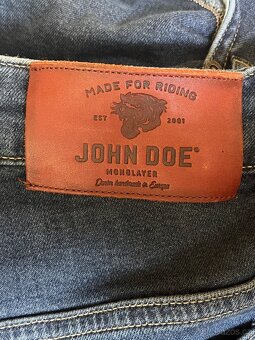 MADE FOR RIDING
EST 2001
JOHN DOE®
MONOLAYER
Denim handmade in Europe